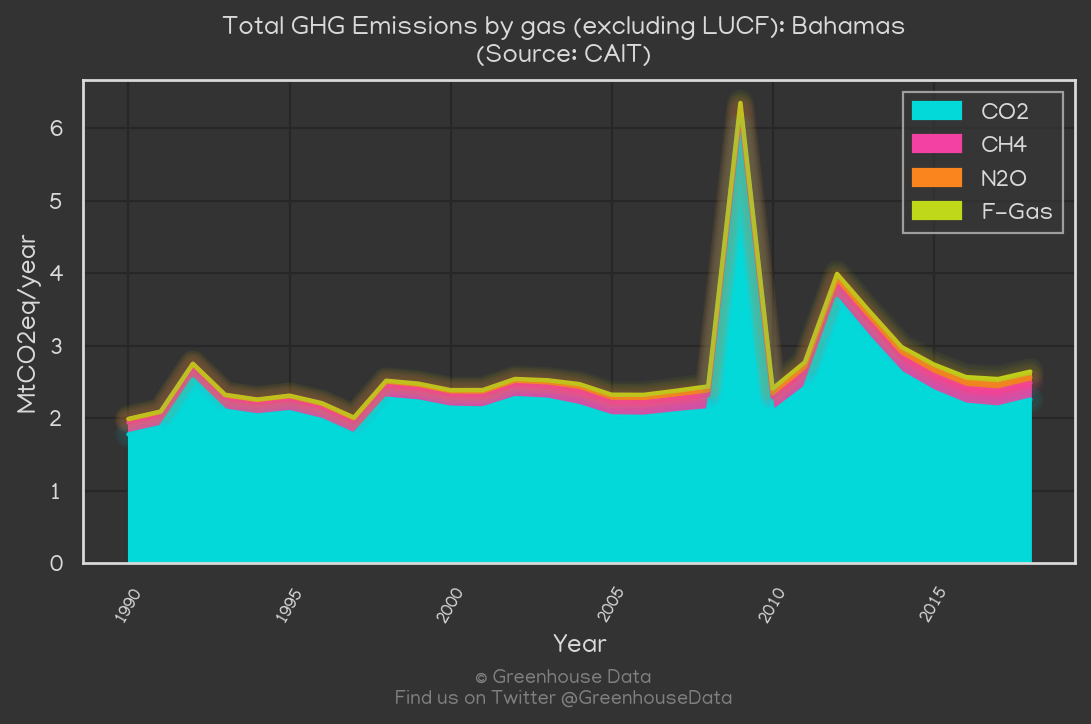 Total GHG Emissions by gas (excluding LUCF): Bahamas
(Source: CAIT)
CO2
CH4
N2O
F-Gas
MtCO2eq/year
6
5
4
3
2
1
0
1990
1995
2000
2005
2010
2015
Year
© Greenhouse Data
Find us on Twitter @GreenhouseData